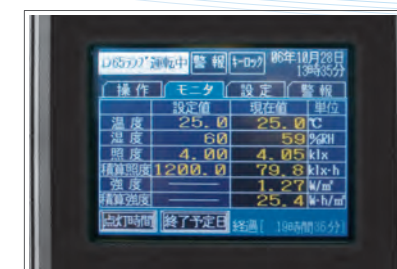 D65ﾗﾝﾌﾟ運転中 警報 ｷｰﾛｯｸ 06年10月28日
13時35分
操作 モニタ 設定 警報
設定値 現在値 単位
温度 25.0 25.0 ℃
湿度 60 59 %RH
照度 4.00 4.05 klx
積算照度 1200.0 79.8 klx·h
強度 ―― 1.27 W/㎡
積算強度 ―― 25.4 W·h/㎡
点灯時間 終了予定日 経過[ 19時間36分]